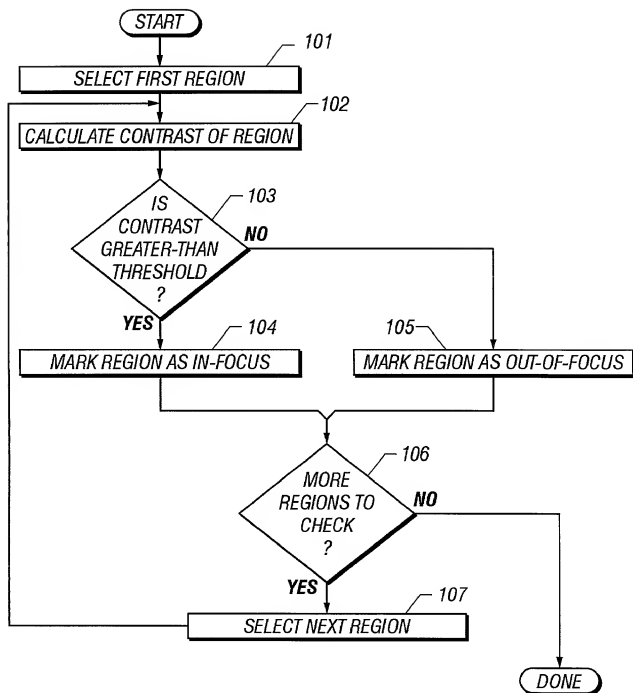 START
101
SELECT FIRST REGION
102
CALCULATE CONTRAST OF REGION
103
IS
CONTRAST
GREATER-THAN
THRESHOLD
?
NO
YES
104
MARK REGION AS IN-FOCUS
105
MARK REGION AS OUT-OF-FOCUS
106
MORE
REGIONS TO
CHECK
?
NO
YES
107
SELECT NEXT REGION
DONE